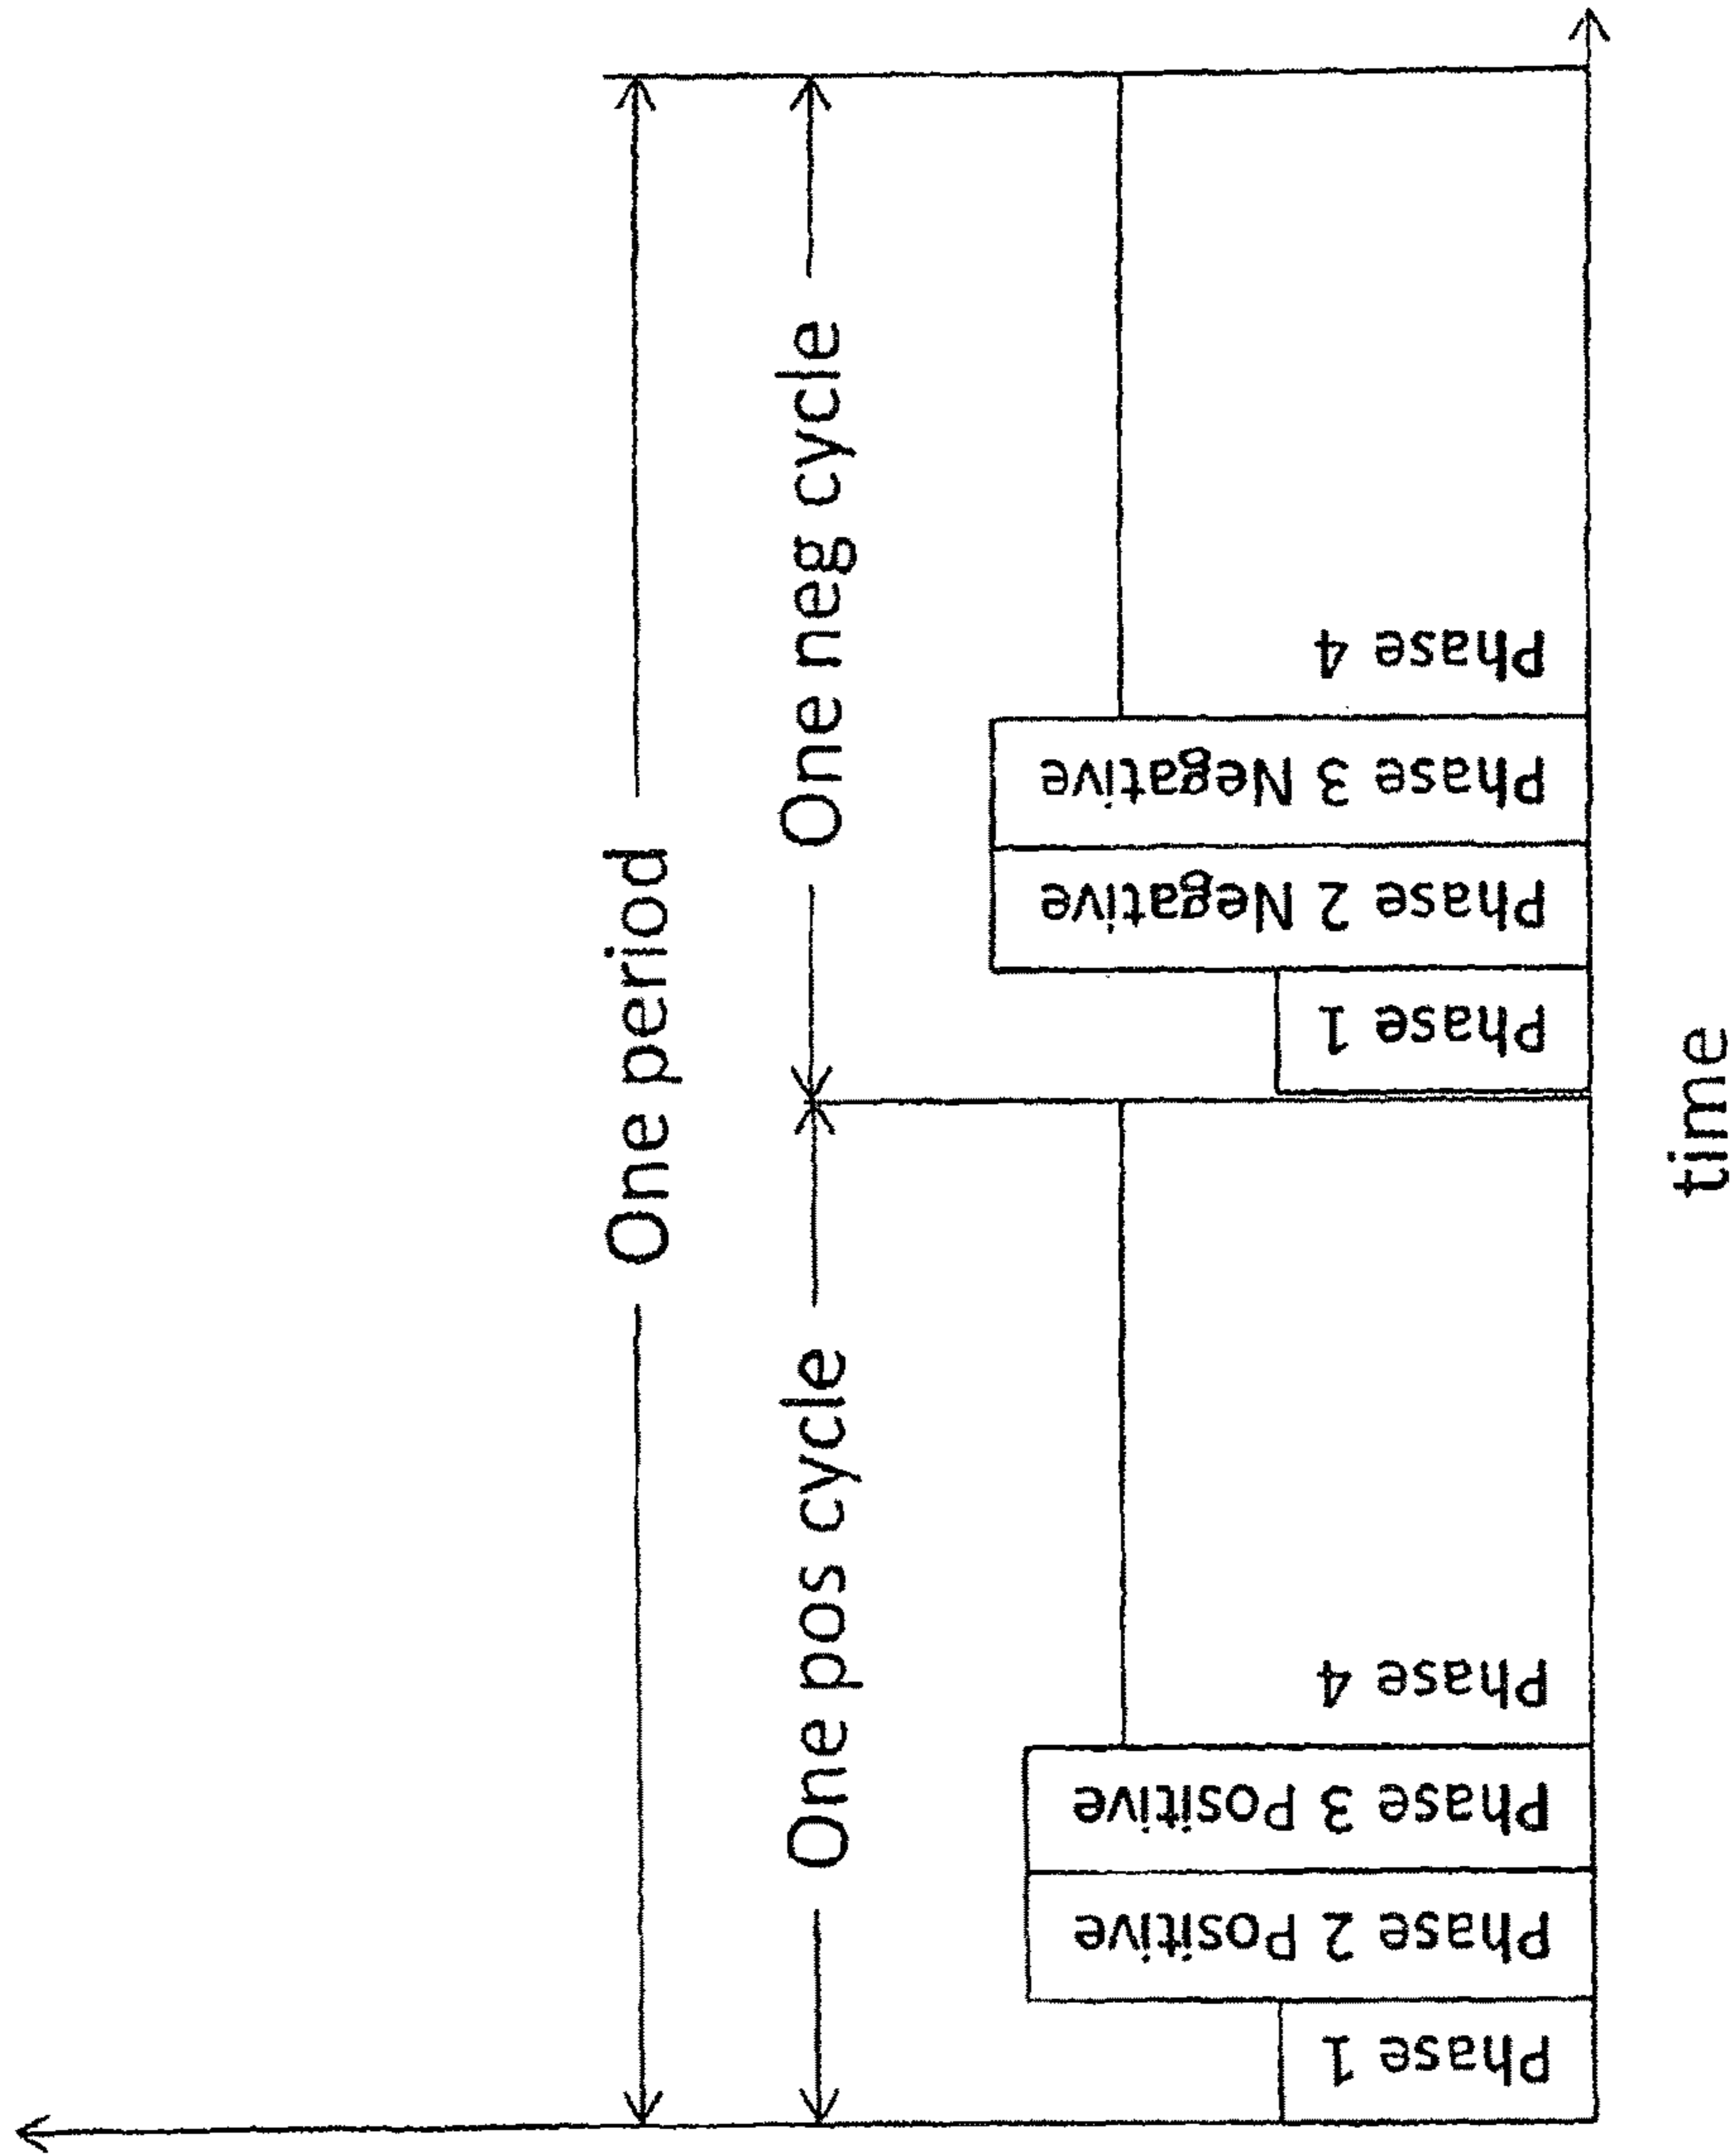 One period
One pos cycle
One neg cycle
Phase 1
Phase 2 Positive
Phase 3 Positive
Phase 4
Phase 1
Phase 2 Negative
Phase 3 Negative
Phase 4
time